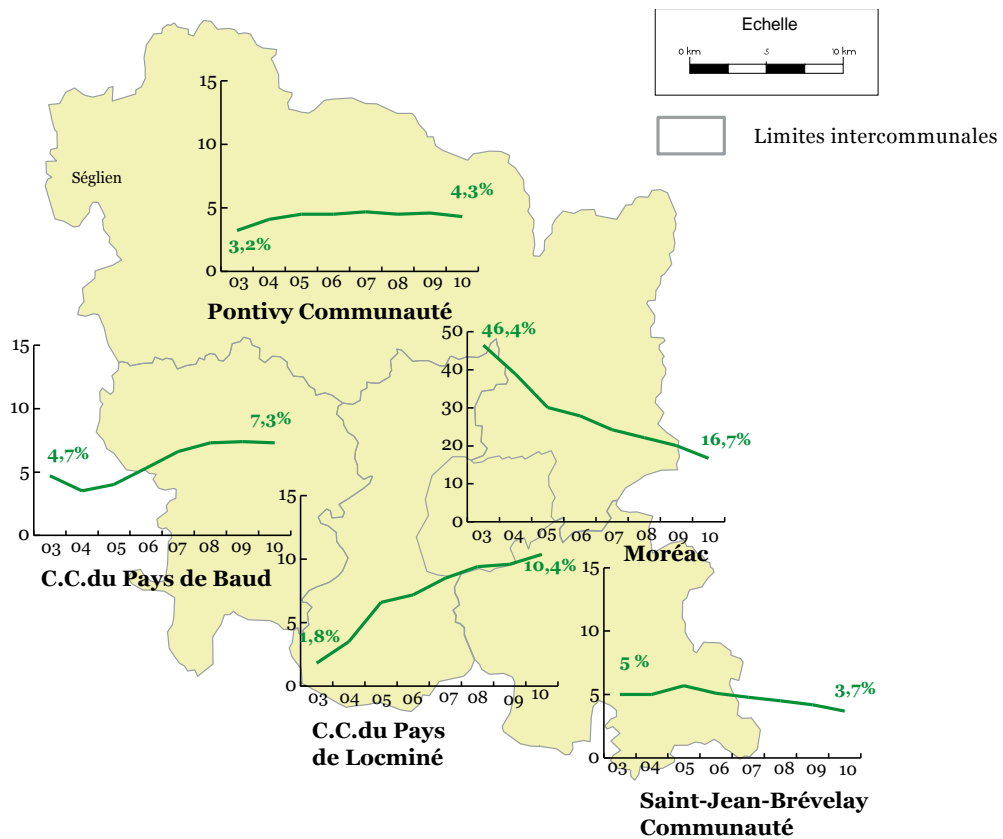 Echelle
0 km 5 10 km
Limites intercommunales
Séglien
15
10
5
0
4,3%
3,2%
03 04 05 06 07 08 09 10
Pontivy Communauté
50
40
30
20
10
0
46,4%
16,7%
03 04 05 06 07 08 09 10
Moréac
15
10
5
0
4,7%
7,3%
03 04 05 06 07 08 09 10
C.C.du Pays de Baud
15
10
5
0
1,8%
10,4%
03 04 05 06 07 08 09 10
C.C.du Pays
de Locminé
15
10
5
0
5 %
3,7%
03 04 05 06 07 08 09 10
Saint-Jean-Brévelay
Communauté